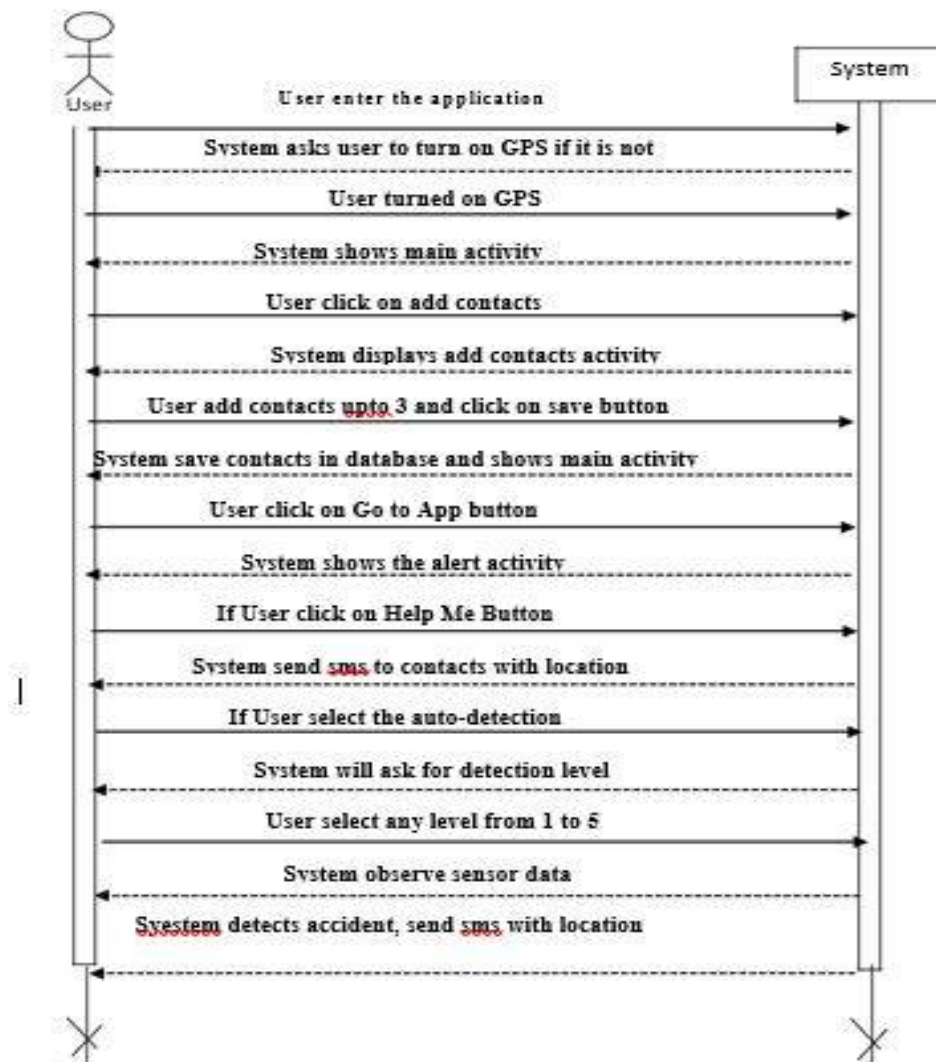 User
System
User enter the application
System asks user to turn on GPS if it is not
User turned on GPS
System shows main activity
User click on add contacts
System displays add contacts activity
User add contacts upto 3 and click on save button
System save contacts in database and shows main activity
User click on Go to App button
System shows the alert activity
If User click on Help Me Button
System send sms to contacts with location
If User select the auto-detection
System will ask for detection level
User select any level from 1 to 5
System observe sensor data
Syestem detects accident, send sms with location